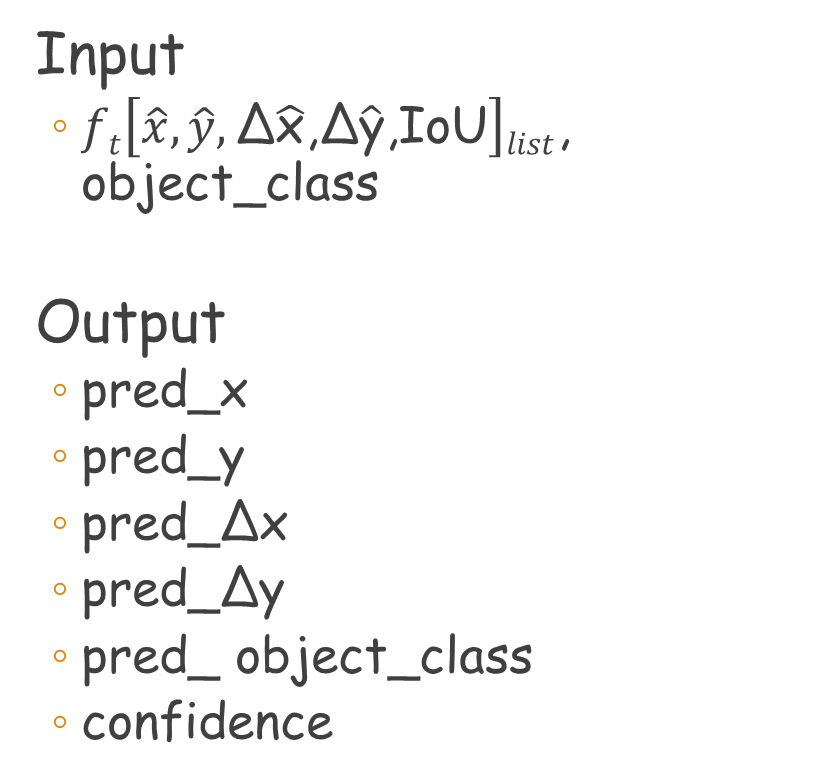 Input
◦ f_t[x̂, ŷ, Δx̂,Δŷ,IoU]_list,
object_class
Output
◦ pred_x
◦ pred_y
◦ pred_Δx
◦ pred_Δy
◦ pred_ object_class
◦ confidence